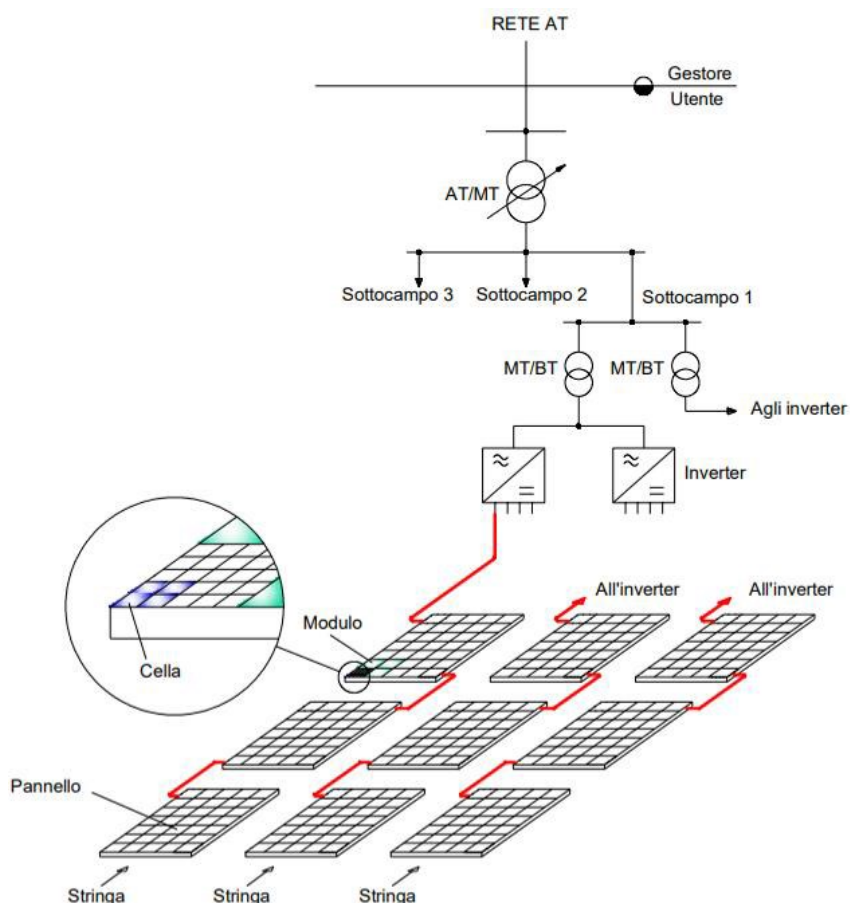 RETE AT
Gestore
Utente
AT/MT
Sottocampo 3
Sottocampo 2
Sottocampo 1
MT/BT
MT/BT
Agli inverter
Inverter
All'inverter
All'inverter
Modulo
Cella
Pannello
Stringa
Stringa
Stringa